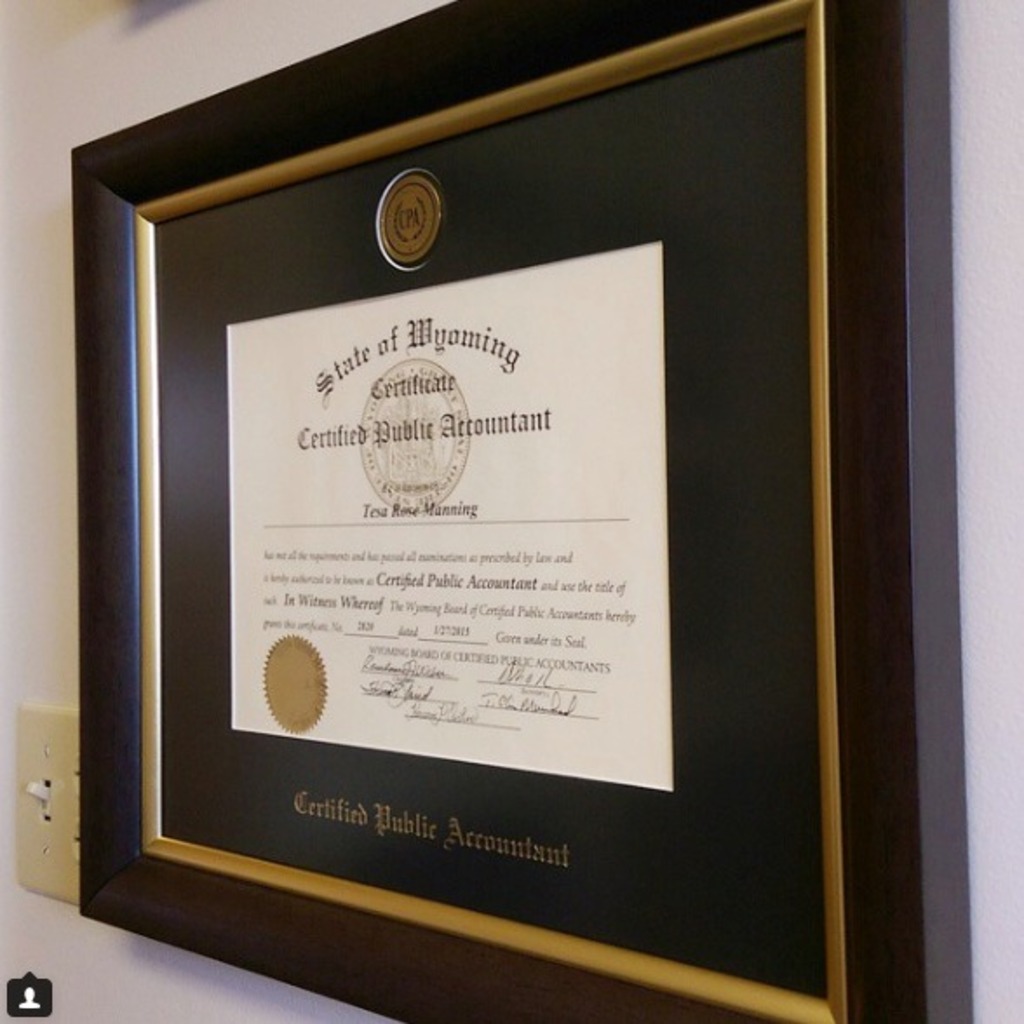 CPA
State of Wyoming
Certificate
Certified Public Accountant
Tesa Rose Manning
has met all the requirements and has passed all examinations as prescribed by law and
is hereby authorized to be known as Certified Public Accountant and use the title of
such. In Witness Whereof The Wyoming Board of Certified Public Accountants hereby
grants this certificate, No. 2820 dated 1/27/2015 Given under its Seal.
WYOMING BOARD OF CERTIFIED PUBLIC ACCOUNTANTS
Certified Public Accountant